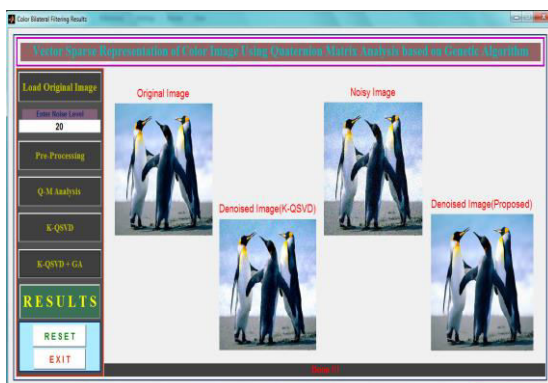 Color Bilateral Filtering Results
Vector Sparse Representation of Color Image Using Quaternion Matrix Analysis based on Genetic Algorithm
Load Original Image
Enter Noise Level
20
Pre-Processing
Q-M Analysis
K-QSVD
K-QSVD + GA
RESULTS
RESET
EXIT
Original Image
Noisy Image
Denoised Image(K-QSVD)
Denoised Image(Proposed)